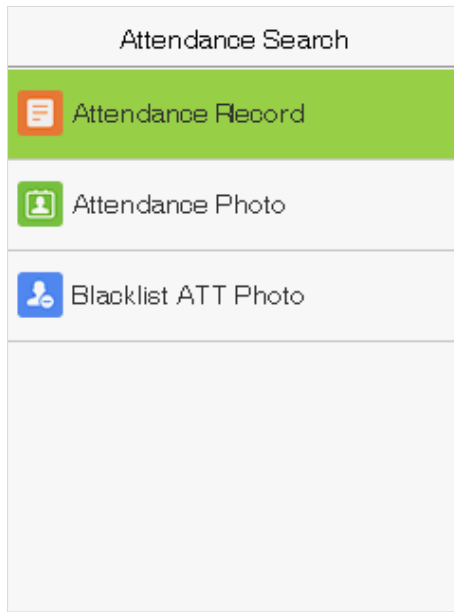 Attendance Search
Attendance Record
Attendance Photo
Blacklist ATT Photo